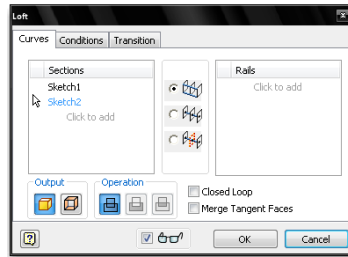 Loft
Curves Conditions Transition
Sections Rails
Sketch1 Click to add
Sketch2
Click to add
Output Operation
Closed Loop
Merge Tangent Faces
OK Cancel